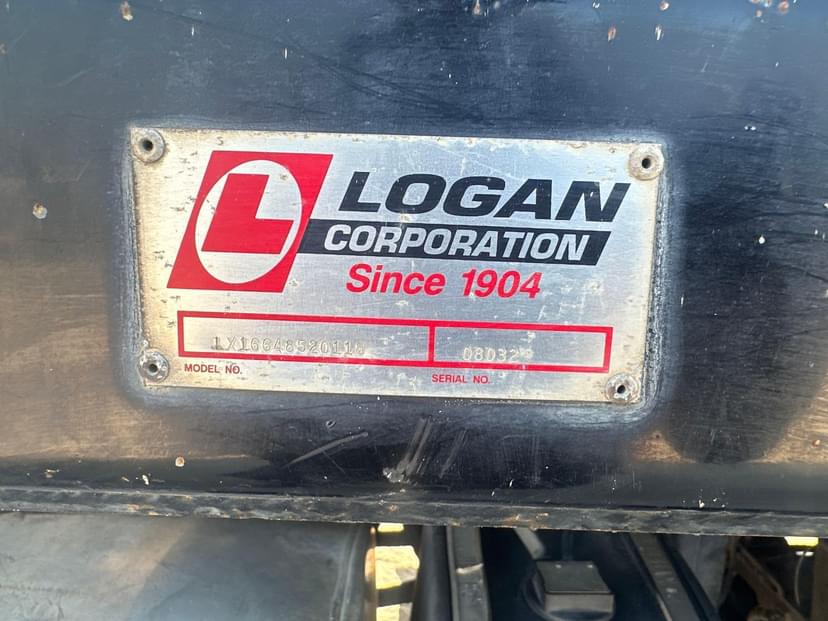 L
LOGAN
CORPORATION
Since 1904
MODEL NO.
SERIAL NO.